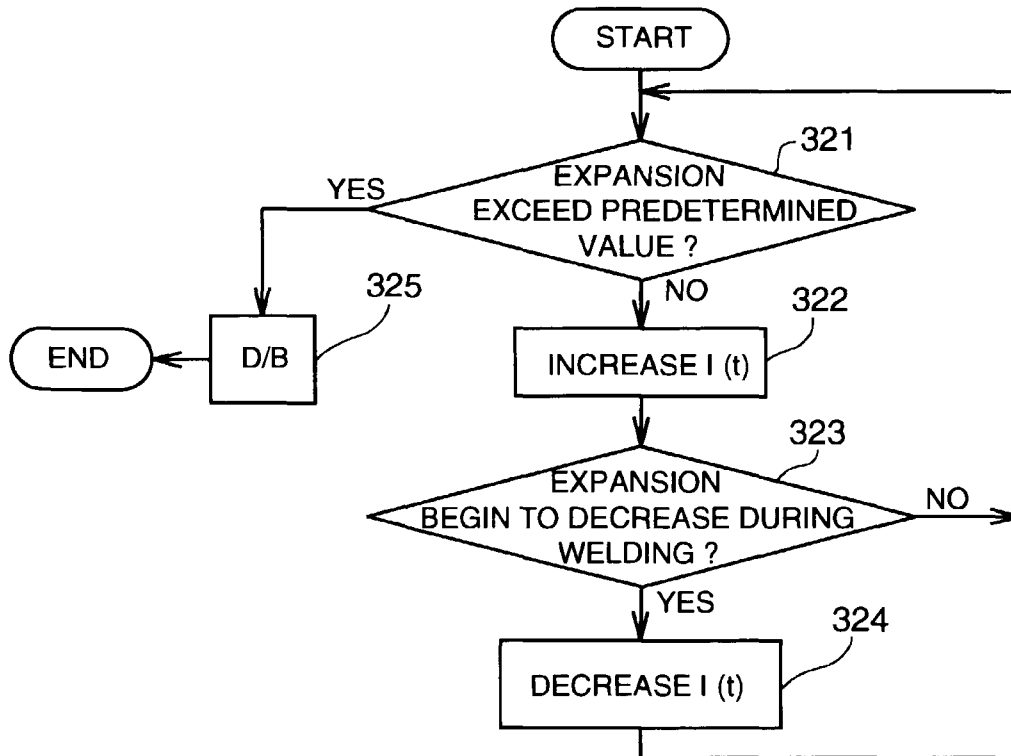 START
321
EXPANSION
EXCEED PREDETERMINED
VALUE ?
YES
NO
325
D/B
END
322
INCREASE I (t)
323
EXPANSION
BEGIN TO DECREASE DURING
WELDING ?
NO
YES
324
DECREASE I (t)